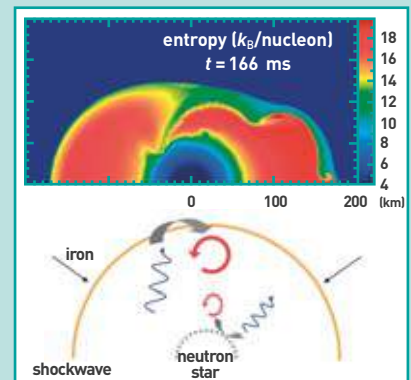 entropy (kB/nucleon)
t = 166 ms
18
16
14
12
10
8
6
4
0
100
200 (km)
iron
neutron
star
shockwave